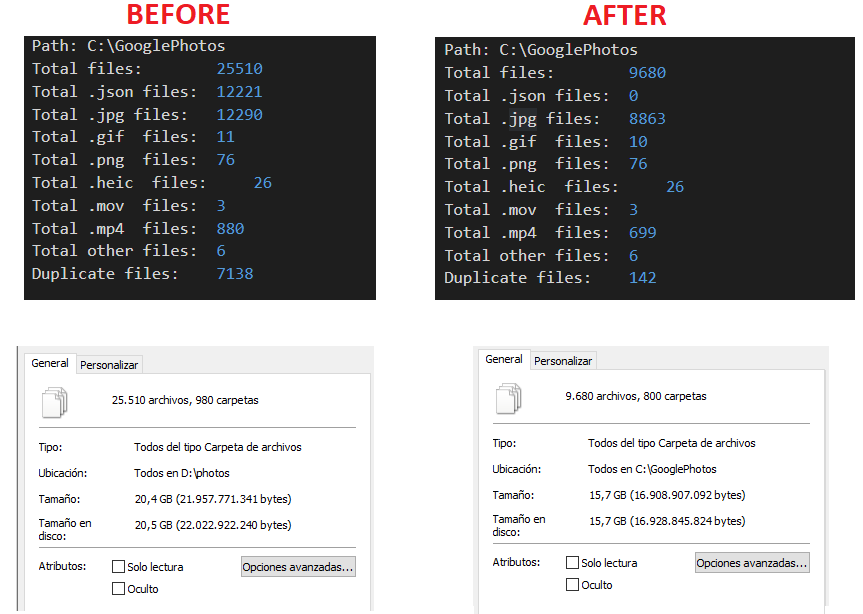 BEFORE
Path: C:\GooglePhotos
Total files: 25510
Total .json files: 12221
Total .jpg files: 12290
Total .gif files: 11
Total .png files: 76
Total .heic files: 26
Total .mov files: 3
Total .mp4 files: 880
Total other files: 6
Duplicate files: 7138
AFTER
Path: C:\GooglePhotos
Total files: 9680
Total .json files: 0
Total .jpg files: 8863
Total .gif files: 10
Total .png files: 76
Total .heic files: 26
Total .mov files: 3
Total .mp4 files: 699
Total other files: 6
Duplicate files: 142
General Personalizar
25.510 archivos, 980 carpetas
Tipo: Todos del tipo Carpeta de archivos
Ubicación: Todos en D:\photos
Tamaño: 20,4 GB (21.957.771.341 bytes)
Tamaño en
disco: 20,5 GB (22.022.922.240 bytes)
Atributos: Solo lectura Opciones avanzadas...
Oculto
General Personalizar
9.680 archivos, 800 carpetas
Tipo: Todos del tipo Carpeta de archivos
Ubicación: Todos en C:\GooglePhotos
Tamaño: 15,7 GB (16.908.907.092 bytes)
Tamaño en
disco: 15,7 GB (16.928.845.824 bytes)
Atributos: Solo lectura Opciones avanzadas...
Oculto